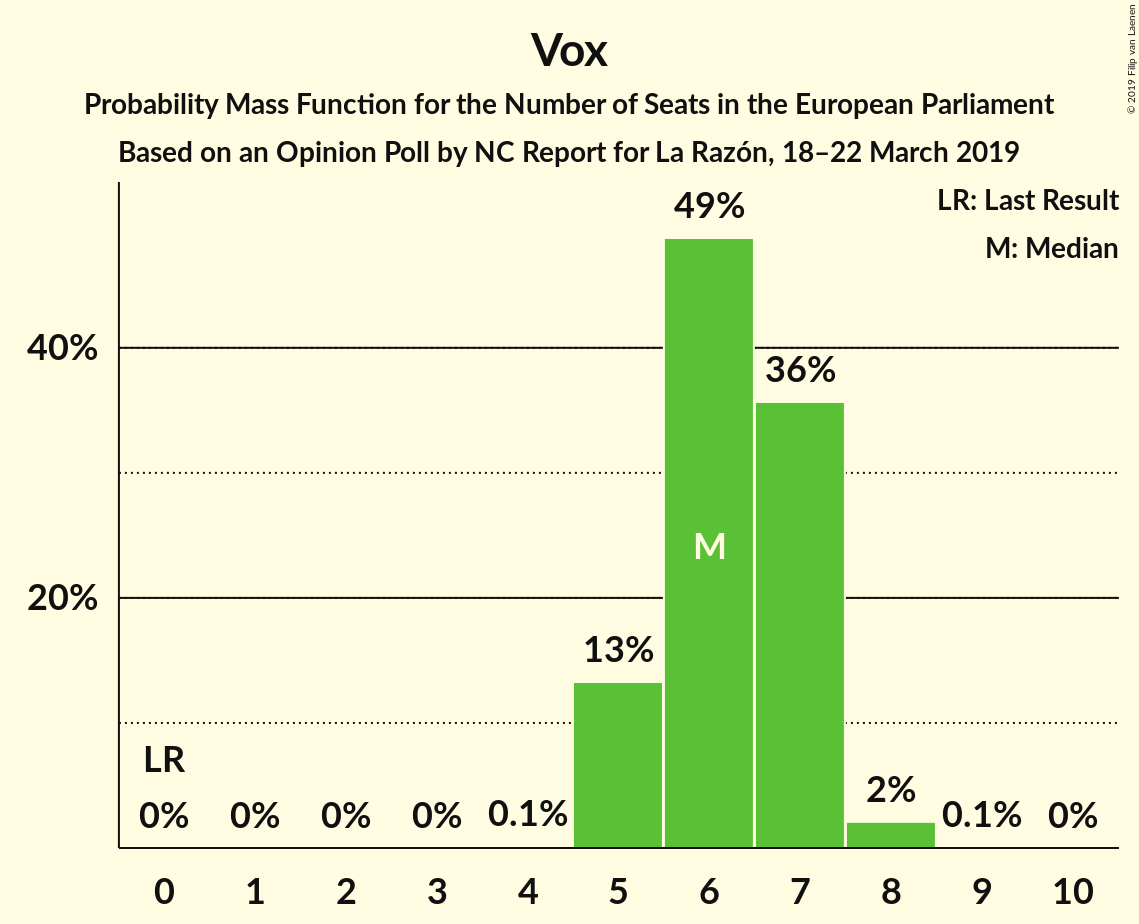 Vox
Probability Mass Function for the Number of Seats in the European Parliament
Based on an Opinion Poll by NC Report for La Razón, 18–22 March 2019
© 2019 Filip van Laenen
LR: Last Result
M: Median
49%
40%
36%
M
20%
13%
LR
2%
0% 0% 0% 0% 0.1% 0.1% 0%
0 1 2 3 4 5 6 7 8 9 10